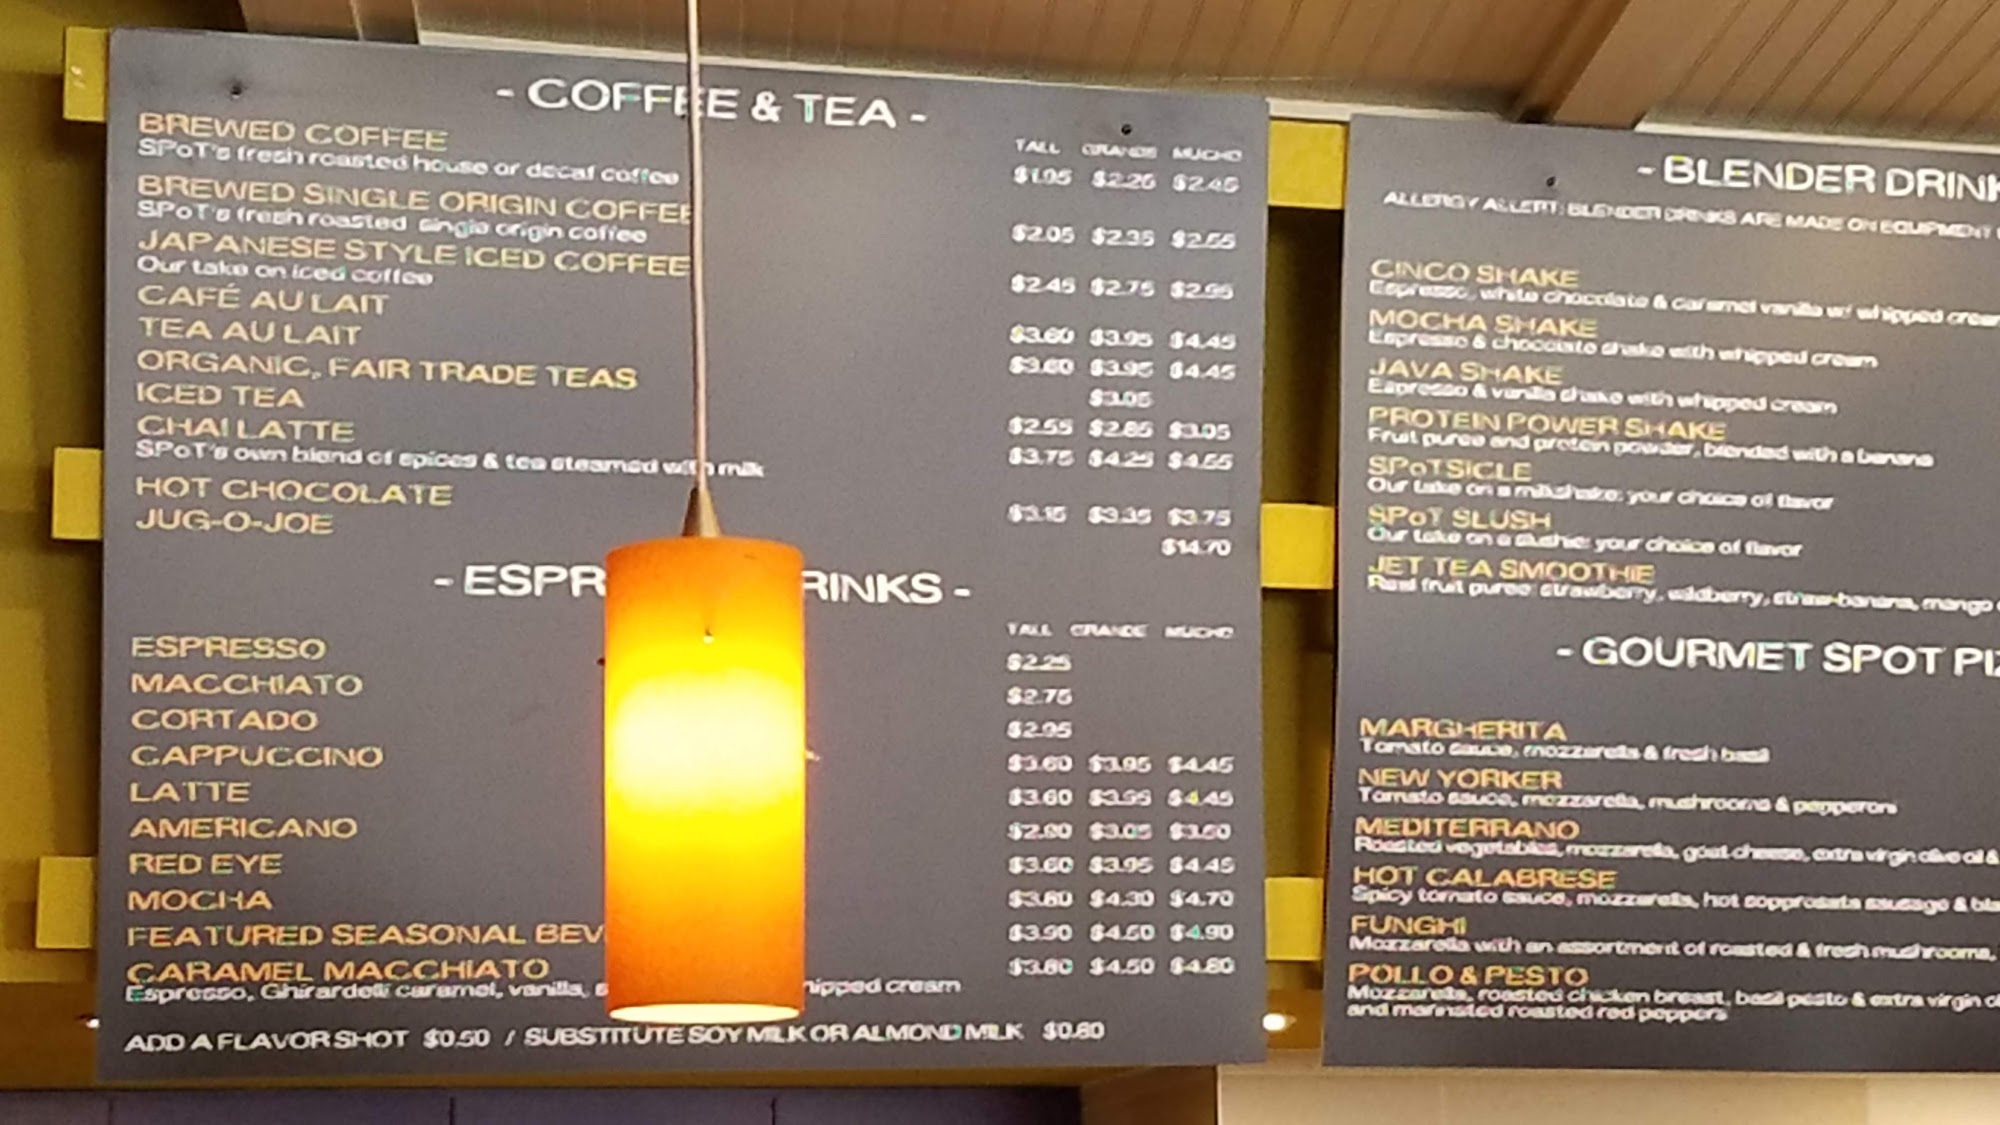 - COFFEE & TEA -
TALL GRANDE MUCHO
BREWED COFFEE $1.95 $2.25 $2.45
SPoT's fresh roasted house or decaf coffee
BREWED SINGLE ORIGIN COFFEE $2.05 $2.35 $2.55
SPoT's fresh roasted single origin coffee
JAPANESE STYLE ICED COFFEE $2.45 $2.75 $2.95
Our take on iced coffee
CAFÉ AU LAIT $3.60 $3.95 $4.45
TEA AU LAIT $3.60 $3.95 $4.45
ORGANIC, FAIR TRADE TEAS $3.05
ICED TEA $2.55 $2.85 $3.05
CHAI LATTE $3.75 $4.25 $4.55
SPoT's own blend of spices & tea steamed with milk
HOT CHOCOLATE $3.15 $3.35 $3.75
JUG-O-JOE $14.70
- ESPR RINKS -
TALL GRANDE MUCHO
ESPRESSO $2.25
MACCHIATO $2.75
CORTADO $2.95
CAPPUCCINO $3.60 $3.95 $4.45
LATTE $3.60 $3.95 $4.45
AMERICANO $2.90 $3.05 $3.50
RED EYE $3.60 $3.95 $4.45
MOCHA $3.80 $4.30 $4.70
FEATURED SEASONAL BEV $3.90 $4.50 $4.90
CARAMEL MACCHIATO $3.80 $4.50 $4.80
Espresso, Ghirardelli caramel, vanilla, s hipped cream
ADD A FLAVOR SHOT $0.50 / SUBSTITUTE SOY MILK OR ALMOND MILK $0.60
- BLENDER DRINK
ALLERGY ALLERT: BLENDER DRINKS ARE MADE ON EQUIPMENT
CINCO SHAKE
Espresso, white chocolate & caramel vanilla w/ whipped cream
MOCHA SHAKE
Espresso & chocolate shake with whipped cream
JAVA SHAKE
Espresso & vanilla shake with whipped cream
PROTEIN POWER SHAKE
Fruit puree and protein powder, blended with a banana
SPoTSICLE
Our take on a milkshake: your choice of flavor
SPoT SLUSH
Our take on a slushie: your choice of flavor
JET TEA SMOOTHIE
Real fruit puree: strawberry, wildberry, straw-banana, mango
- GOURMET SPOT PIZ
MARGHERITA
Tomato sauce, mozzarella & fresh basil
NEW YORKER
Tomato sauce, mozzarella, mushrooms & pepperoni
MEDITERRANO
Roasted vegetables, mozzarella, goat cheese, extra virgin olive oil &
HOT CALABRESE
Spicy tomato sauce, mozzarella, hot sopprosata sausage & bla
FUNGHI
Mozzarella with an assortment of roasted & fresh mushrooms,
POLLO & PESTO
Mozzarella, roasted chicken breast, basil pesto & extra virgin ol
and marinated roasted red peppers